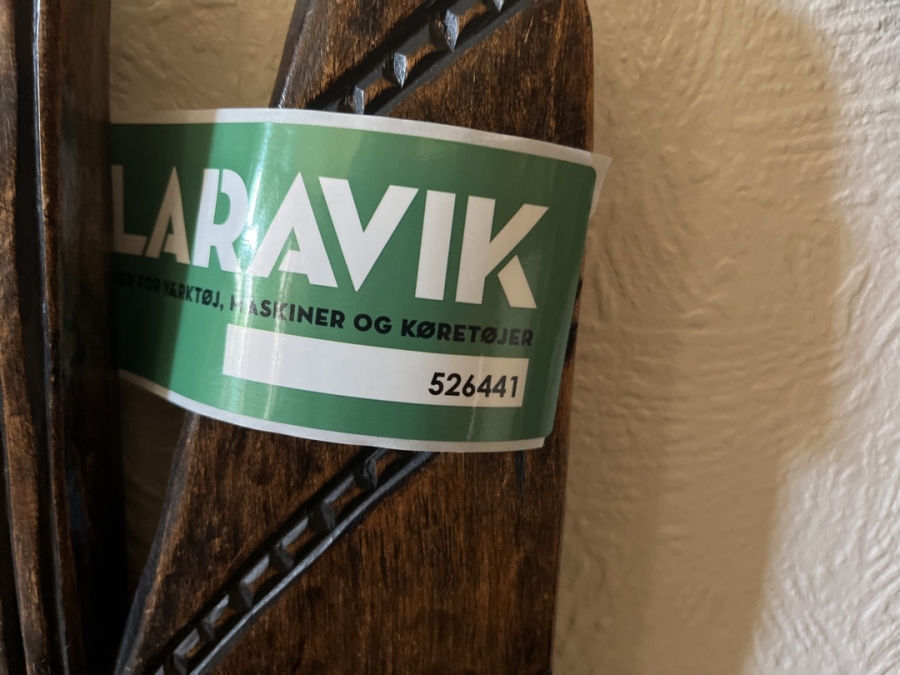 LARAVIK
FOR VÆRKTØJ, MASKINER OG KØRETØJER
526441